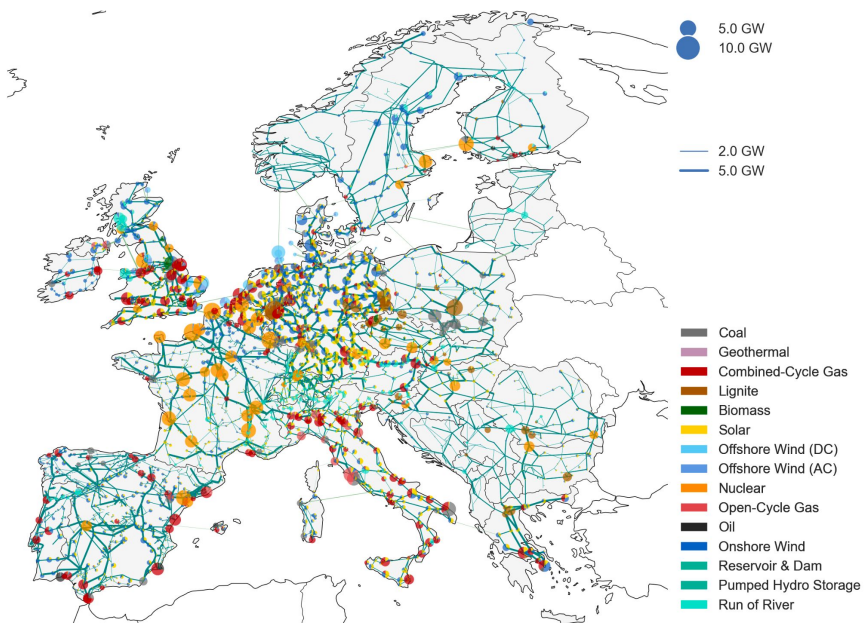 5.0 GW
10.0 GW
2.0 GW
5.0 GW
Coal
Geothermal
Combined-Cycle Gas
Lignite
Biomass
Solar
Offshore Wind (DC)
Offshore Wind (AC)
Nuclear
Open-Cycle Gas
Oil
Onshore Wind
Reservoir & Dam
Pumped Hydro Storage
Run of River